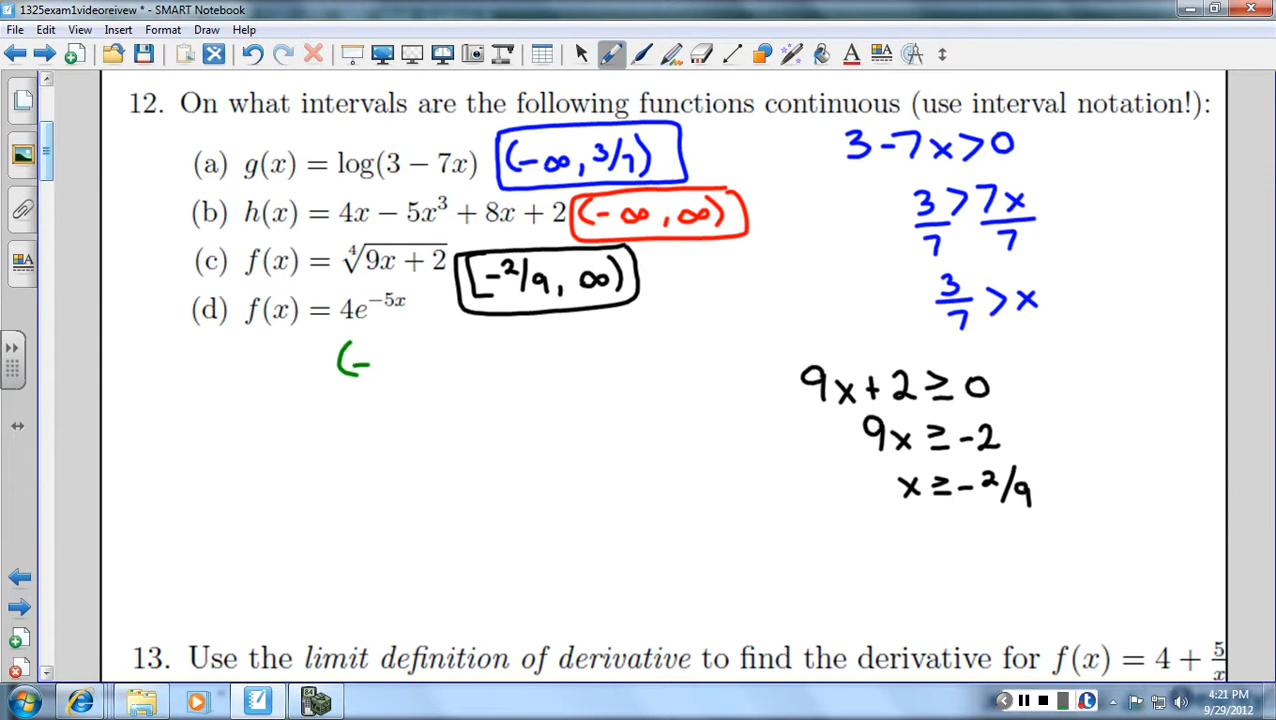 1325exam1videoreivew * - SMART Notebook
File Edit View Insert Format Draw Help
12. On what intervals are the following functions continuous (use interval notation!):
(a) g(x) = log(3 − 7x) (-∞, 3/7)
(b) h(x) = 4x − 5x³ + 8x + 2 (-∞, ∞)
(c) f(x) = ∜(9x + 2) [-2/9, ∞)
(d) f(x) = 4e⁻⁵ˣ
(-
3-7x>0
3/7 > 7x/7
3/7 > x
9x+2 ≥ 0
9x ≥ -2
x ≥ -2/9
13. Use the limit definition of derivative to find the derivative for f(x) = 4 + 5/x
4:21 PM
9/29/2012